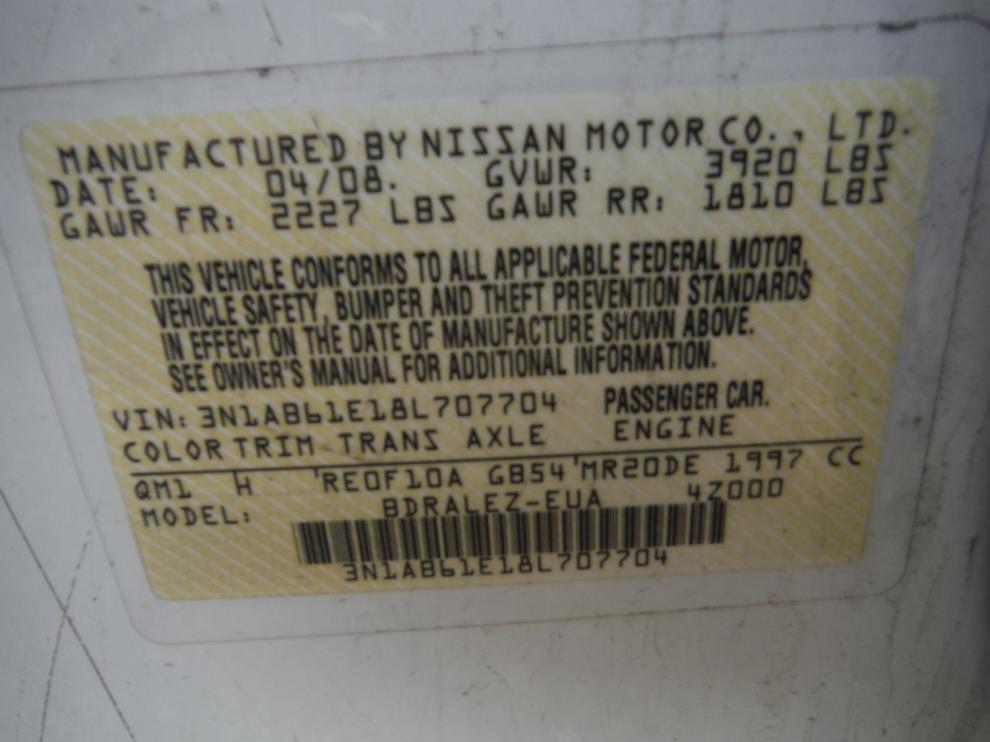 MANUFACTURED BY NISSAN MOTOR CO., LTD.
DATE: 04/08. GVWR: 3920 LBS
GAWR FR: 2227 LBS GAWR RR: 1810 LBS
THIS VEHICLE CONFORMS TO ALL APPLICABLE FEDERAL MOTOR
VEHICLE SAFETY, BUMPER AND THEFT PREVENTION STANDARDS
IN EFFECT ON THE DATE OF MANUFACTURE SHOWN ABOVE.
SEE OWNER'S MANUAL FOR ADDITIONAL INFORMATION.
VIN: 3N1AB61E18L707704 PASSENGER CAR.
COLOR TRIM TRANS AXLE ENGINE
QM1 H 'RE0F10A GB54 'MR20DE 1997 CC
MODEL: BDRALEZ-EUA 4Z000
3N1AB61E18L707704